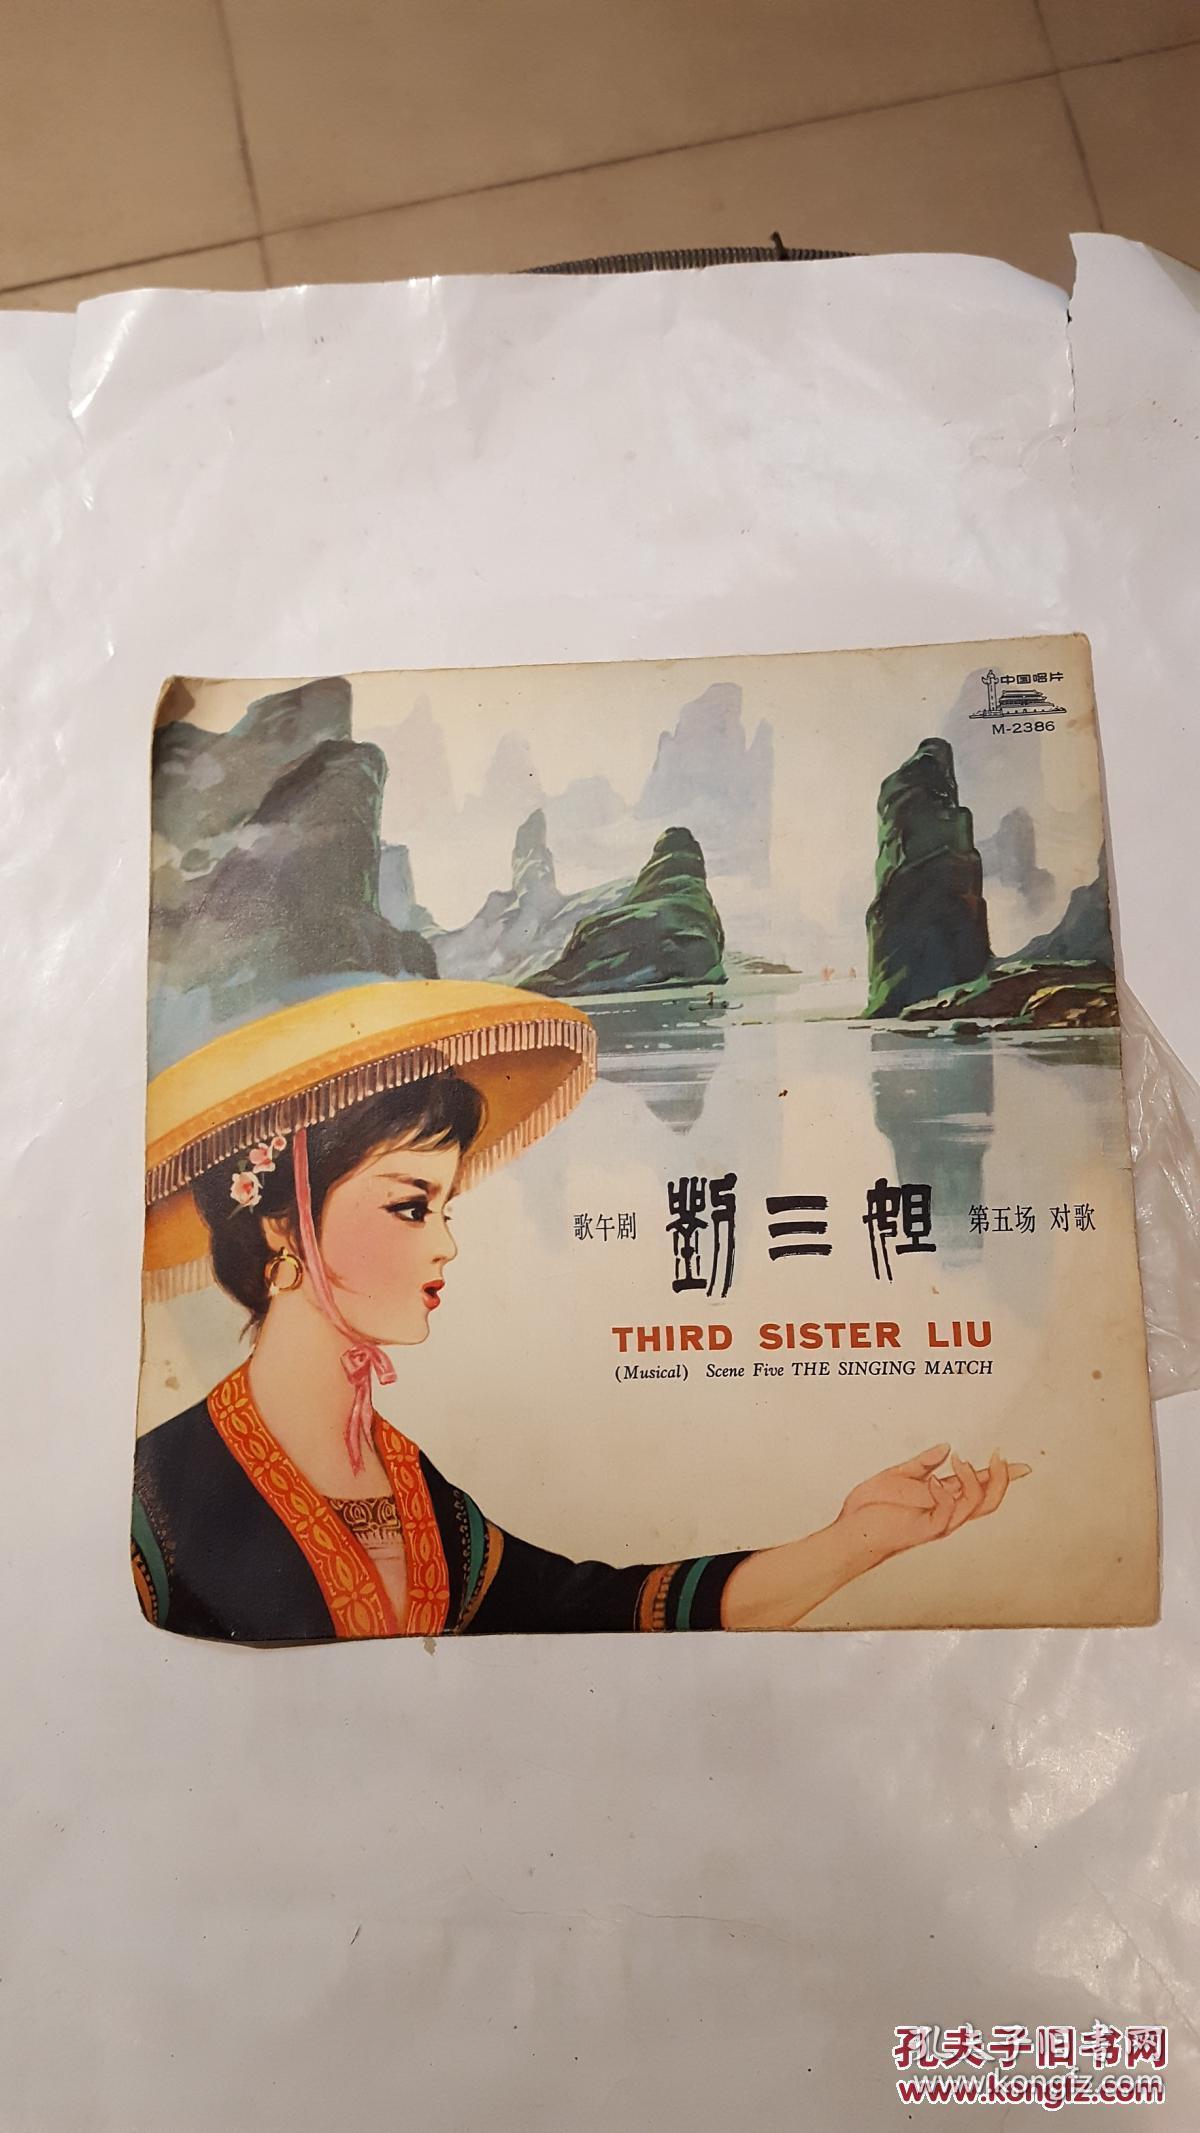 中国唱片
M-2386
歌午剧 劉三姐 第五场 对歌
THIRD SISTER LIU
(Musical) Scene Five THE SINGING MATCH
孔夫子旧书网
www.kongfz.com